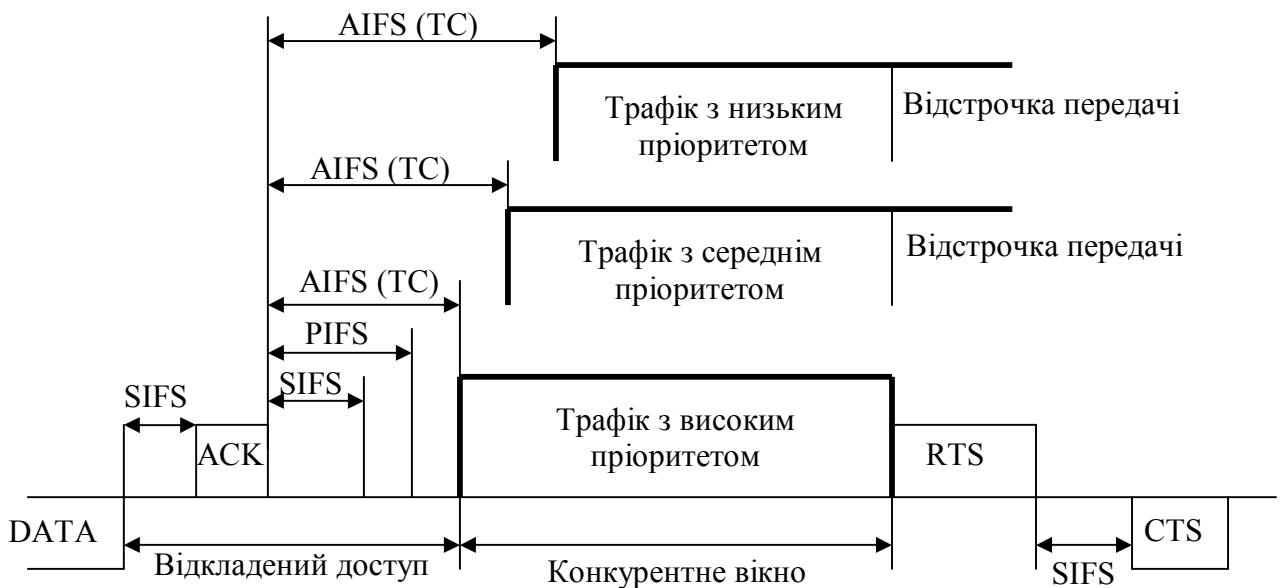 AIFS (TC)
Трафік з низьким
пріоритетом
Відстрочка передачі
AIFS (TC)
Трафік з середнім
пріоритетом
Відстрочка передачі
AIFS (TC)
PIFS
SIFS
SIFS
ACK
Трафік з високим
пріоритетом
RTS
DATA
CTS
Відкладений доступ
Конкурентне вікно
SIFS